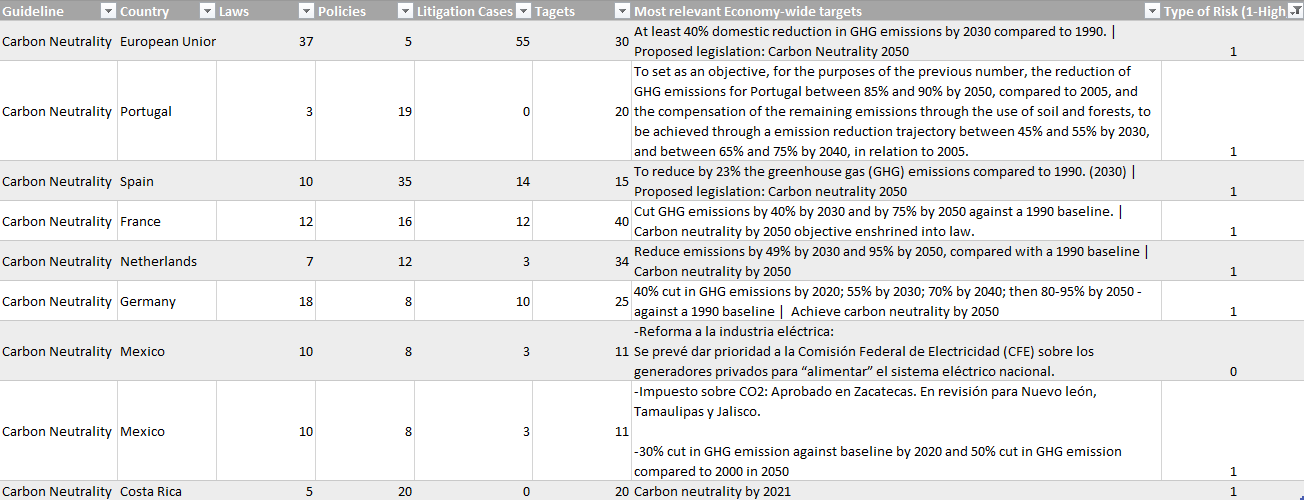 Guideline Country Laws Policies Litigation Cases Tagets Most relevant Economy-wide targets Type of Risk (1-High
Carbon Neutrality European Union 37 5 55 30 At least 40% domestic reduction in GHG emissions by 2030 compared to 1990. |
Proposed legislation: Carbon Neutrality 2050 1
To set as an objective, for the purposes of the previous number, the reduction of
GHG emissions for Portugal between 85% and 90% by 2050, compared to 2005, and
Carbon Neutrality Portugal 3 19 0 20 the compensation of the remaining emissions through the use of soil and forests, to
be achieved through a emission reduction trajectory between 45% and 55% by 2030,
and between 65% and 75% by 2040, in relation to 2005. 1
Carbon Neutrality Spain 10 35 14 15 To reduce by 23% the greenhouse gas (GHG) emissions compared to 1990. (2030) |
Proposed legislation: Carbon neutrality 2050 1
Carbon Neutrality France 12 16 12 40 Cut GHG emissions by 40% by 2030 and by 75% by 2050 against a 1990 baseline. |
Carbon neutrality by 2050 objective enshrined into law. 1
Carbon Neutrality Netherlands 7 12 3 34 Reduce emissions by 49% by 2030 and 95% by 2050, compared with a 1990 baseline |
Carbon neutrality by 2050 1
Carbon Neutrality Germany 18 8 10 25 40% cut in GHG emissions by 2020; 55% by 2030; 70% by 2040; then 80-95% by 2050 -
against a 1990 baseline | Achieve carbon neutrality by 2050 1
-Reforma a la industria eléctrica:
Carbon Neutrality Mexico 10 8 3 11 Se prevé dar prioridad a la Comisión Federal de Electricidad (CFE) sobre los
generadores privados para “alimentar” el sistema eléctrico nacional. 0
-Impuesto sobre CO2: Aprobado en Zacatecas. En revisión para Nuevo león,
Tamaulipas y Jalisco.
Carbon Neutrality Mexico 10 8 3 11
-30% cut in GHG emission against baseline by 2020 and 50% cut in GHG emission
compared to 2000 in 2050 1
Carbon Neutrality Costa Rica 5 20 0 20 Carbon neutrality by 2021 1